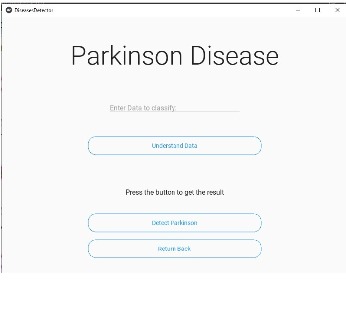 DiseasesDetector
Parkinson Disease
Enter Data to classify:
Understand Data
Press the button to get the result
Detect Parkinson
Return Back